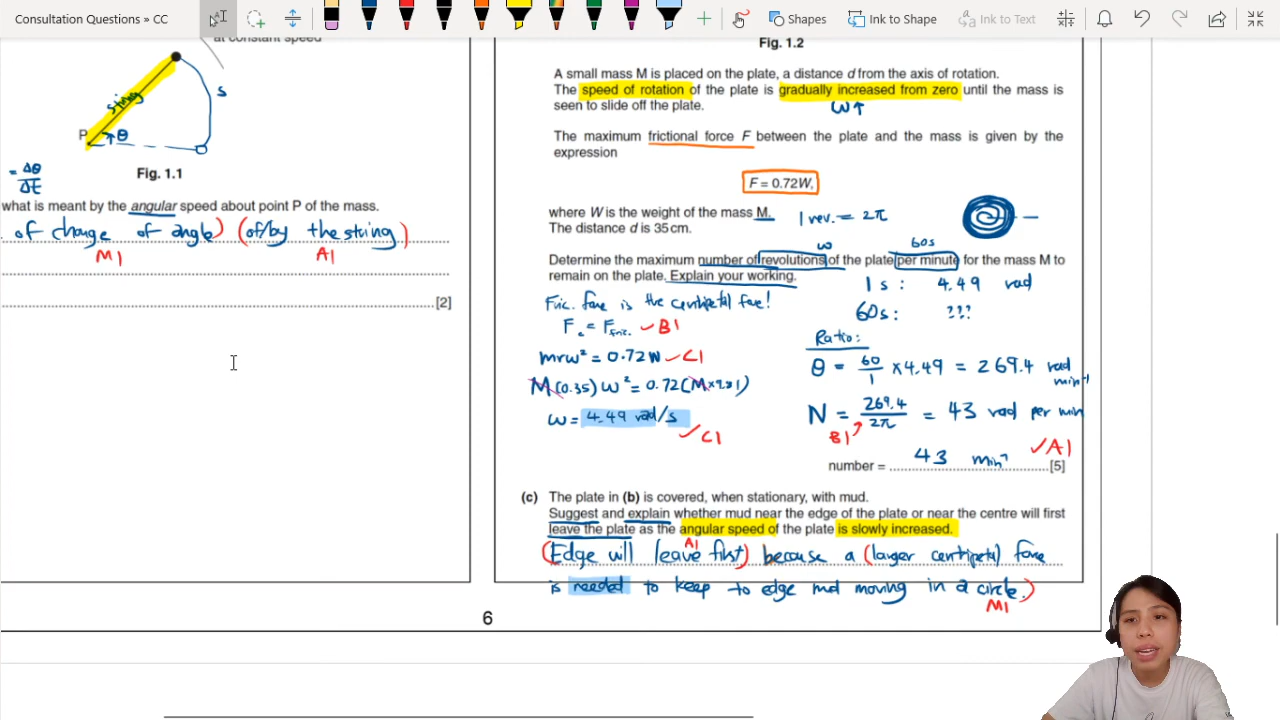 Consultation Questions » CC
Shapes
Ink to Shape
Ink to Text
at constant speed
s
string
P
θ
= Δθ
Δt
Fig. 1.1
what is meant by the angular speed about point P of the mass.
of change of angle) (of/by the string)
M1 A1
[2]
Fig. 1.2
A small mass M is placed on the plate, a distance d from the axis of rotation.
The speed of rotation of the plate is gradually increased from zero until the mass is
seen to slide off the plate.
ω↑
The maximum frictional force F between the plate and the mass is given by the
expression
F = 0.72W,
where W is the weight of the mass M.
1 rev. = 2π
The distance d is 35 cm.
ω
60s
Determine the maximum number of revolutions of the plate per minute for the mass M to
remain on the plate. Explain your working.
1 s : 4.49 rad
60s : ???
Fric. force is the centripetal force!
Fc = Ffric. ✓B1
mrω² = 0.72W ✓C1
M(0.35) ω² = 0.72(M×9.81)
ω = 4.49 rad/s
✓C1
Ratio:
θ = 60/1 × 4.49 = 269.4 rad min⁻¹
N = 269.4/2π = 43 rad per min
B1
✓A1
number = 43 min⁻¹ [5]
(c) The plate in (b) is covered, when stationary, with mud.
Suggest and explain whether mud near the edge of the plate or near the centre will first
leave the plate as the angular speed of the plate is slowly increased.
A1
(Edge will leave first) because a (larger centripetal force
is needed to keep to edge mud moving in a circle.)
M1
6